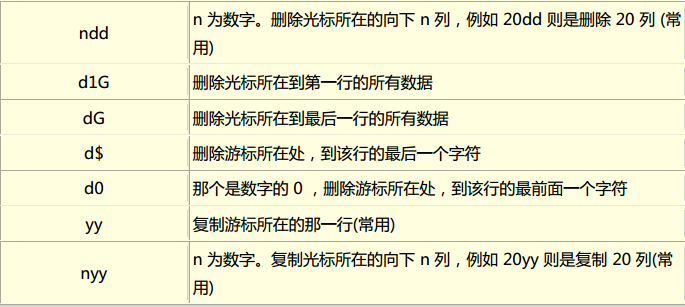 ndd
n 为数字。删除光标所在的向下 n 列，例如 20dd 则是删除 20 列 (常
用)
d1G
删除光标所在到第一行的所有数据
dG
删除光标所在到最后一行的所有数据
d$
删除游标所在处，到该行的最后一个字符
d0
那个是数字的 0 ，删除游标所在处，到该行的最前面一个字符
yy
复制游标所在的那一行(常用)
nyy
n 为数字。复制光标所在的向下 n 列，例如 20yy 则是复制 20 列(常
用)